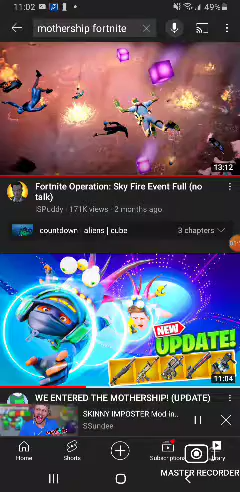 11:02
49%
mothership fortnite
13:12
Fortnite Operation: Sky Fire Event Full (no
talk)
iSPuddy · 171K views · 2 months ago
countdown | aliens | cube
3 chapters
NEW
UPDATE!
11:04
WE ENTERED THE MOTHERSHIP! (UPDATE)
SKINNY IMPOSTER Mod in..
SSundee
Home
Shorts
Subscriptions
MASTER RECORDER